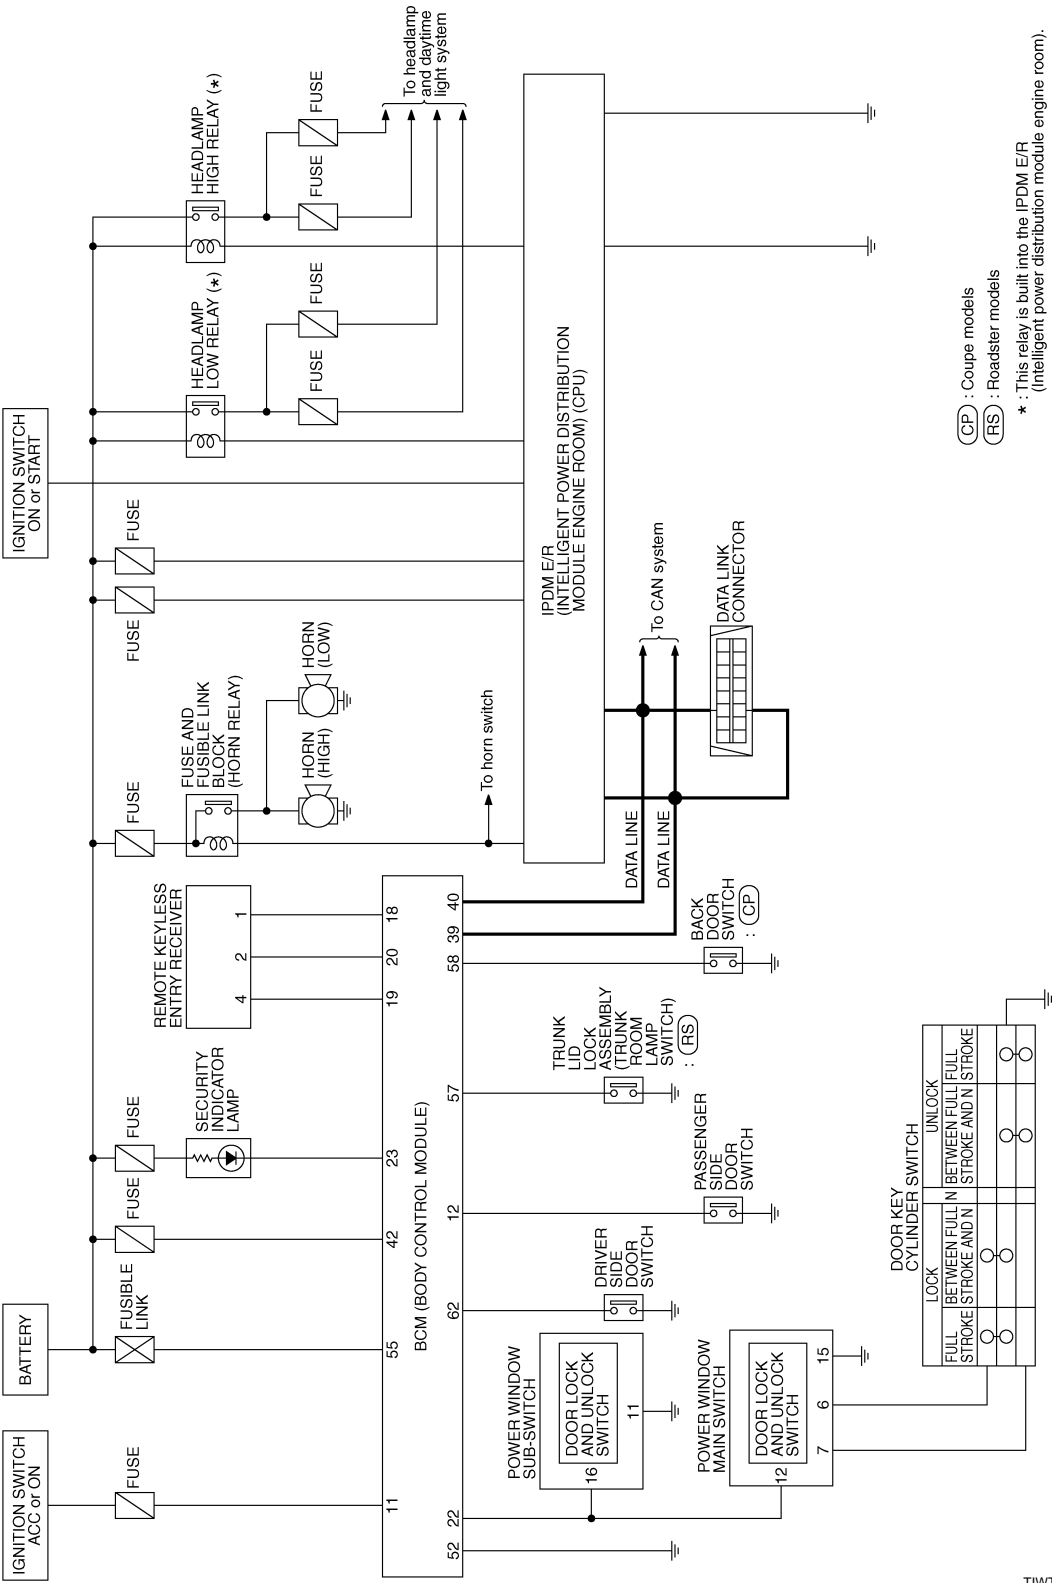 IGNITION SWITCH
ACC or ON
BATTERY
IGNITION SWITCH
ON or START
FUSE
FUSIBLE
LINK
FUSE
FUSE
FUSE
FUSE
FUSE
SECURITY
INDICATOR
LAMP
REMOTE KEYLESS
ENTRY RECEIVER
4
2
1
FUSE AND
FUSIBLE LINK
BLOCK
(HORN RELAY)
HORN
(HIGH)
HORN
(LOW)
To horn switch
HEADLAMP
LOW RELAY (*)
HEADLAMP
HIGH RELAY (*)
FUSE
FUSE
FUSE
FUSE
To headlamp
and daytime
light system
11
55
42
23
19
20
18
BCM (BODY CONTROL MODULE)
52
22
62
12
57
58
39
40
IPDM E/R
(INTELLIGENT POWER DISTRIBUTION
MODULE ENGINE ROOM) (CPU)
POWER WINDOW
SUB-SWITCH
DOOR LOCK
AND UNLOCK
SWITCH
16
11
DRIVER
SIDE
DOOR
SWITCH
POWER WINDOW
MAIN SWITCH
DOOR LOCK
AND UNLOCK
SWITCH
12
15
6
7
PASSENGER
SIDE
DOOR
SWITCH
TRUNK
LID
LOCK
ASSEMBLY
(TRUNK
ROOM
LAMP
SWITCH)
: RS
BACK
DOOR
SWITCH
: CP
DATA LINE
DATA LINE
To CAN system
DATA LINK
CONNECTOR
DOOR KEY
CYLINDER SWITCH
LOCK
N
UNLOCK
FULL
STROKE
BETWEEN FULL
STROKE AND N
BETWEEN FULL
STROKE AND N
FULL
STROKE
CP : Coupe models
RS : Roadster models
* : This relay is built into the IPDM E/R
(Intelligent power distribution module engine room).